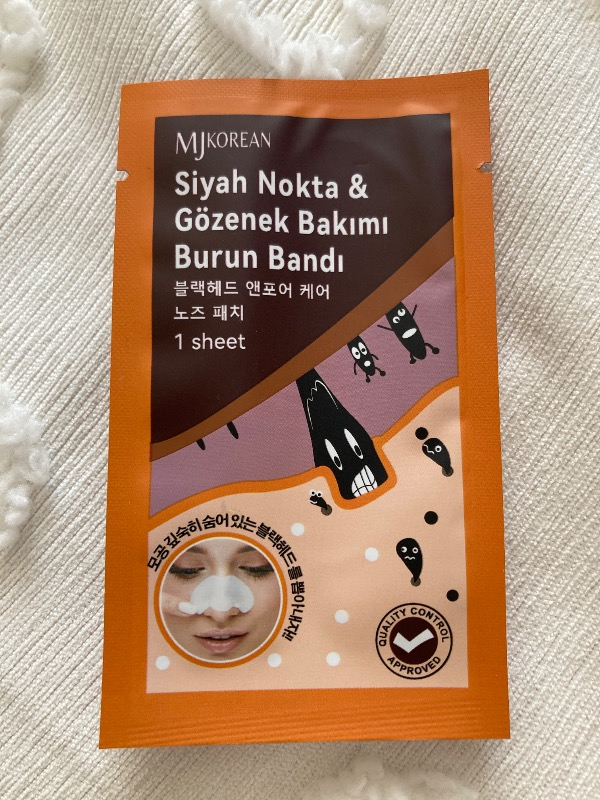 MJKOREAN
Siyah Nokta &
Gözenek Bakımı
Burun Bandı
블랙헤드 앤포어 케어
노즈 패치
1 sheet
모공 깊숙히 숨어 있는 블랙헤드를 뽑아내자!!
QUALITY CONTROL
APPROVED